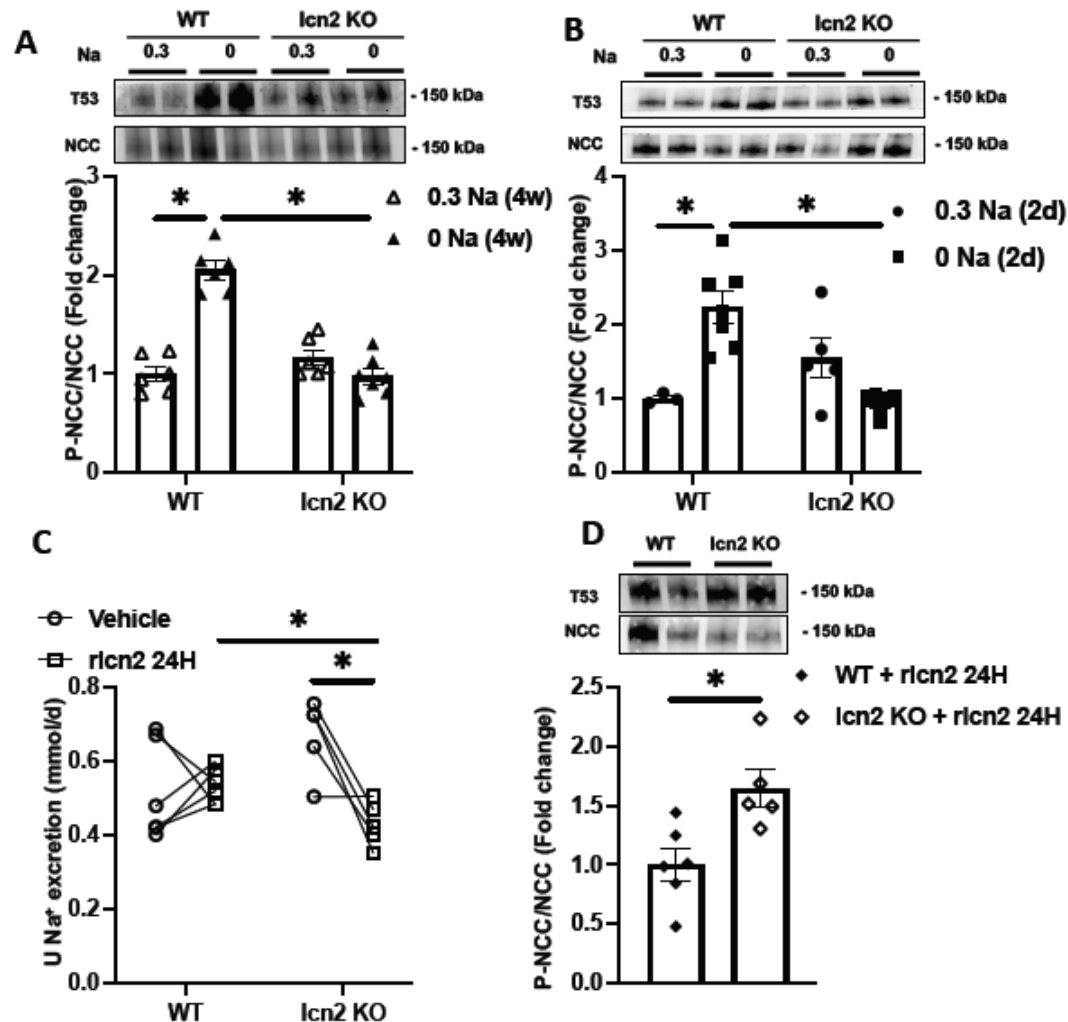 A
WT
lcn2 KO
Na
0.3
0
0.3
0
T53
- 150 kDa
NCC
- 150 kDa
P-NCC/NCC (Fold change)
3
2
1
0
*
*
0.3 Na (4w)
0 Na (4w)
WT
lcn2 KO
B
WT
lcn2 KO
Na
0.3
0
0.3
0
T53
- 150 kDa
NCC
- 150 kDa
P-NCC/NCC (Fold change)
4
3
2
1
0
*
*
0.3 Na (2d)
0 Na (2d)
WT
lcn2 KO
C
Vehicle
rlcn2 24H
*
*
U Na⁺ excretion (mmol/d)
0.8
0.6
0.4
0.2
0.0
WT
lcn2 KO
D
WT
lcn2 KO
T53
- 150 kDa
NCC
- 150 kDa
WT + rlcn2 24H
lcn2 KO + rlcn2 24H
*
P-NCC/NCC (Fold change)
2.5
2.0
1.5
1.0
0.5
0.0